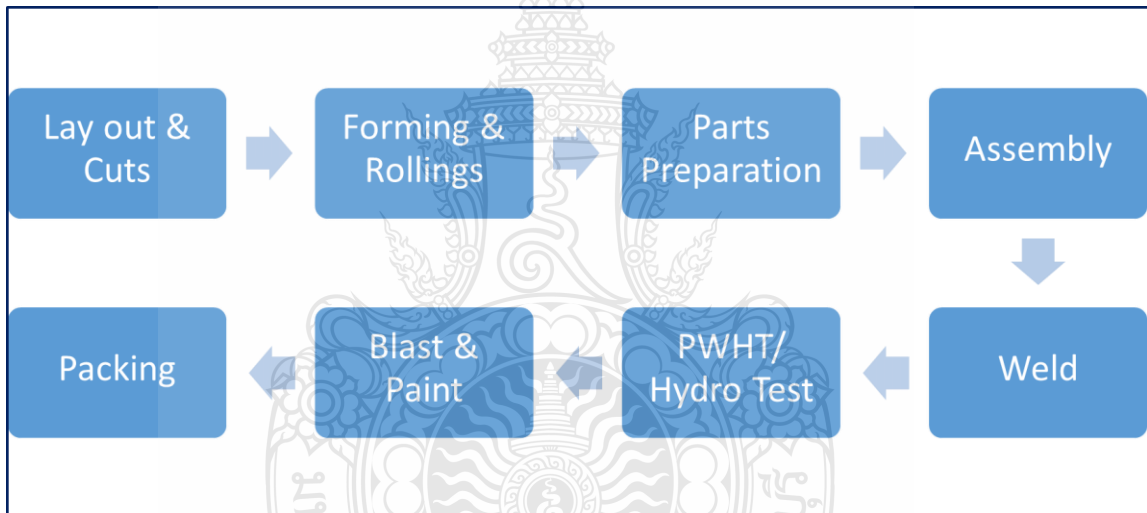 Lay out &
Cuts
Forming &
Rollings
Parts
Preparation
Assembly
Weld
PWHT/
Hydro Test
Blast &
Paint
Packing